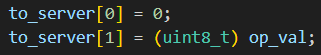 to_server[0] = 0;
to_server[1] = (uint8_t) op_val;